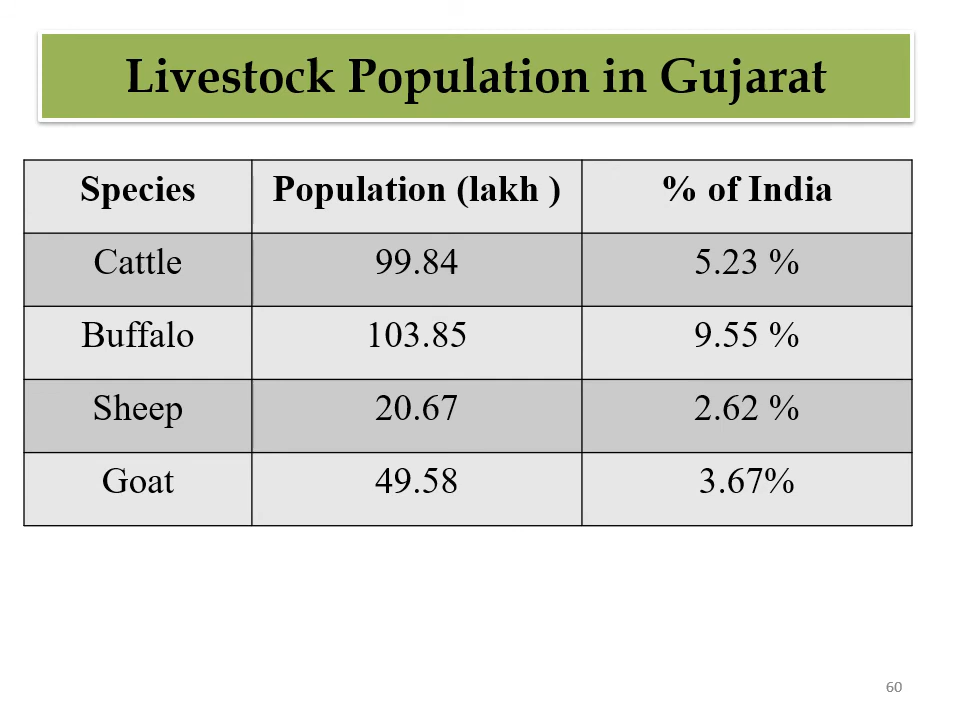 Livestock Population in Gujarat
Species Population (lakh ) % of India
Cattle 99.84 5.23 %
Buffalo 103.85 9.55 %
Sheep 20.67 2.62 %
Goat 49.58 3.67%
60